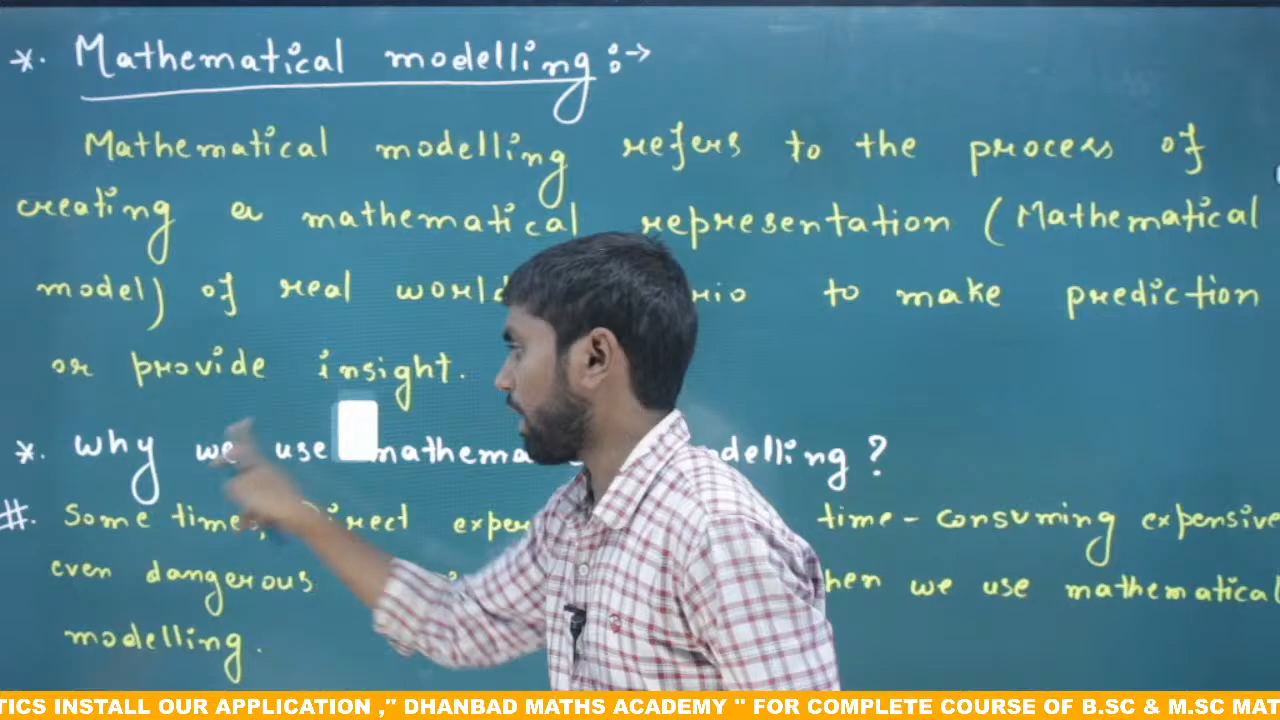 *. Mathematical modelling :→
Mathematical modelling refers to the process of
creating a mathematical representation (Mathematical
model) of real world to make prediction
or provide insight.
*. Why we use modelling ?
#. Some times, Direct time-consuming expensive
even dangerous we use mathematical
modelling.
TICS INSTALL OUR APPLICATION ," DHANBAD MATHS ACADEMY " FOR COMPLETE COURSE OF B.SC & M.SC MAT